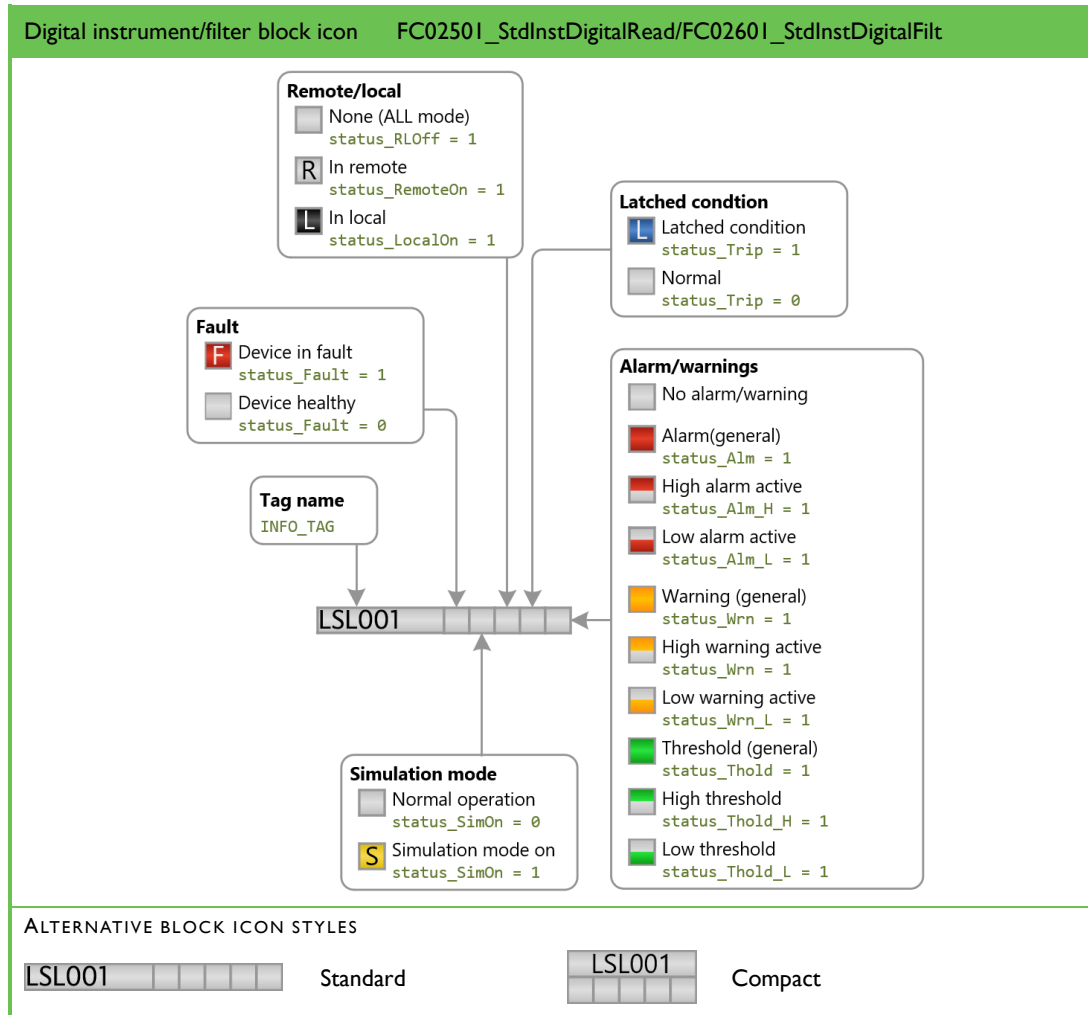 Digital instrument/filter block icon FC02501_StdInstDigitalRead/FC02601_StdInstDigitalFilt
Remote/local
None (ALL mode)
status_RLOff = 1
R In remote
status_RemoteOn = 1
L In local
status_LocalOn = 1
Latched condtion
L Latched condition
status_Trip = 1
Normal
status_Trip = 0
Fault
F Device in fault
status_Fault = 1
Device healthy
status_Fault = 0
Alarm/warnings
No alarm/warning
Alarm(general)
status_Alm = 1
High alarm active
status_Alm_H = 1
Low alarm active
status_Alm_L = 1
Warning (general)
status_Wrn = 1
High warning active
status_Wrn = 1
Low warning active
status_Wrn_L = 1
Threshold (general)
status_Thold = 1
High threshold
status_Thold_H = 1
Low threshold
status_Thold_L = 1
Tag name
INFO_TAG
LSL001
Simulation mode
Normal operation
status_SimOn = 0
S Simulation mode on
status_SimOn = 1
ALTERNATIVE BLOCK ICON STYLES
LSL001 Standard
LSL001 Compact